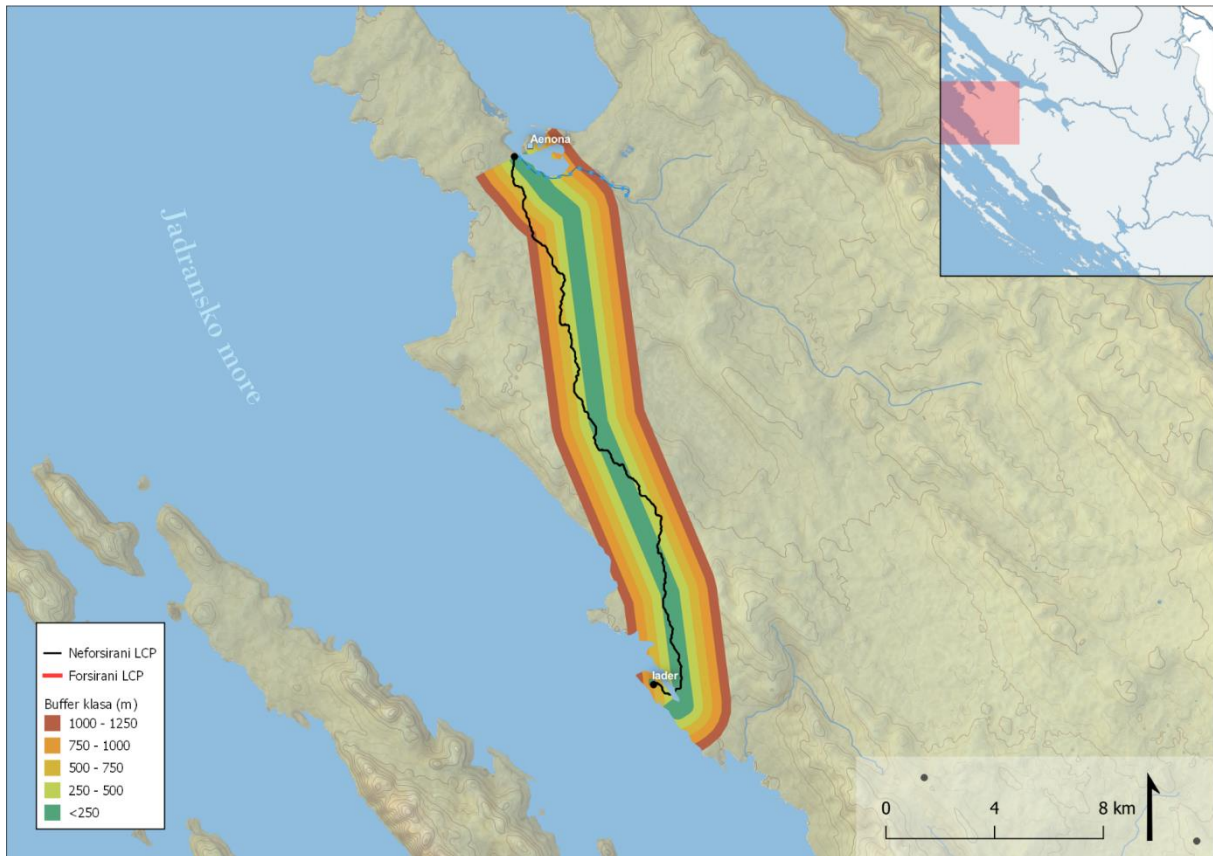 Aenona
Jadransko more
Iader
Neforsirani LCP
Forsirani LCP
Buffer klasa (m)
1000 - 1250
750 - 1000
500 - 750
250 - 500
<250
0 4 8 km